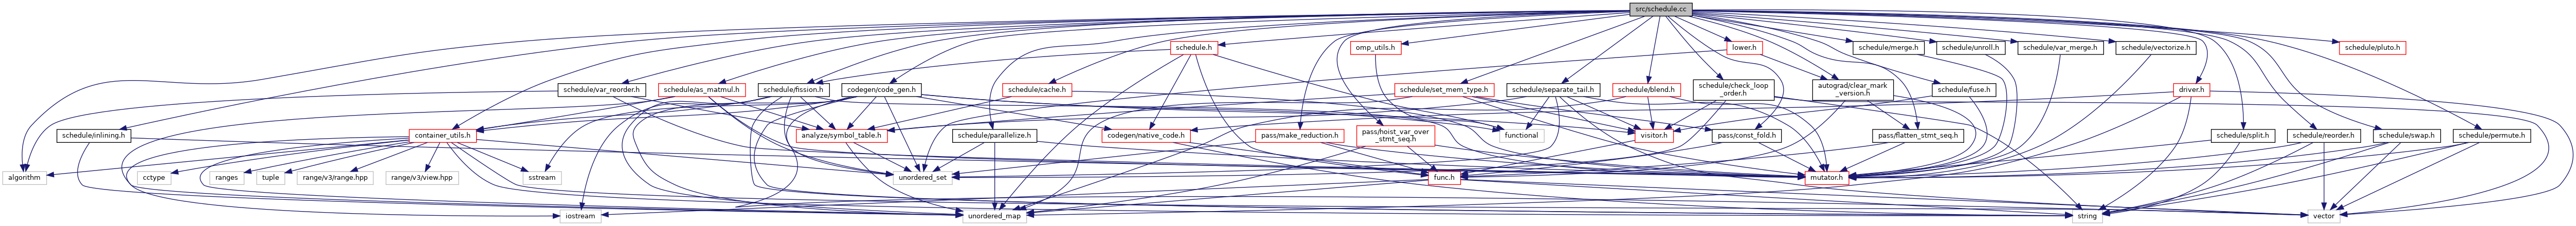 src/schedule.cc
schedule.h
omp_utils.h
lower.h
schedule/merge.h
schedule/unroll.h
schedule/var_merge.h
schedule/vectorize.h
schedule/pluto.h
schedule/var_reorder.h
schedule/as_matmul.h
schedule/fission.h
codegen/code_gen.h
schedule/cache.h
schedule/set_mem_type.h
schedule/separate_tail.h
schedule/blend.h
schedule/check_loop
_order.h
autograd/clear_mark
_version.h
schedule/fuse.h
driver.h
schedule/inlining.h
container_utils.h
analyze/symbol_table.h
schedule/parallelize.h
codegen/native_code.h
functional
pass/make_reduction.h
pass/hoist_var_over
_stmt_seq.h
visitor.h
pass/const_fold.h
pass/flatten_stmt_seq.h
schedule/split.h
schedule/reorder.h
schedule/swap.h
schedule/permute.h
algorithm
cctype
ranges
tuple
range/v3/range.hpp
range/v3/view.hpp
sstream
unordered_set
func.h
mutator.h
iostream
unordered_map
string
vector